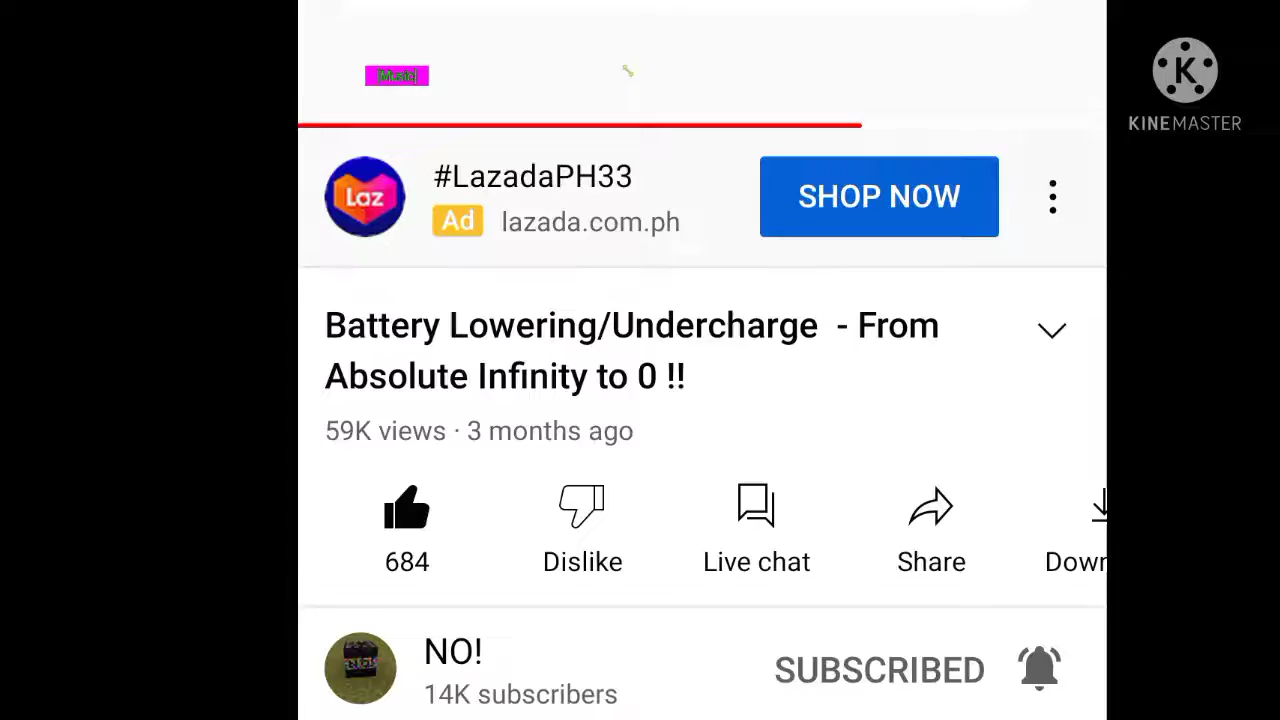 #LazadaPH33
Laz
Ad lazada.com.ph
SHOP NOW
KINEMASTER
Battery Lowering/Undercharge - From
Absolute Infinity to 0 !!
59K views · 3 months ago
684 Dislike Live chat Share Down
NO!
14K subscribers
SUBSCRIBED